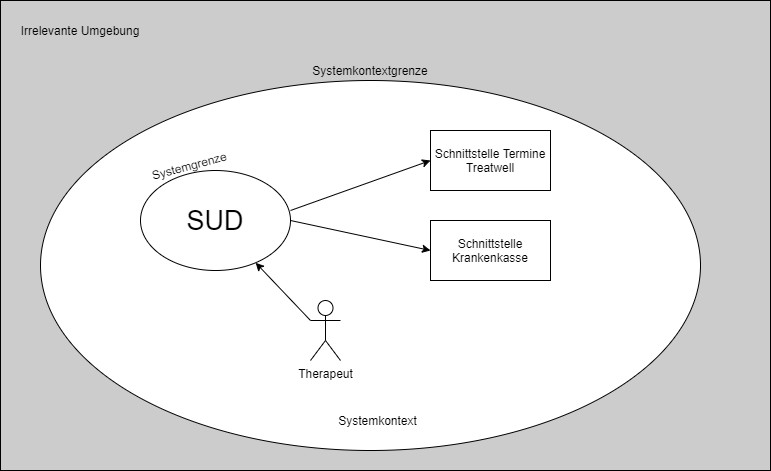 Irrelevante Umgebung
Systemkontextgrenze
Systemgrenze
SUD
Schnittstelle Termine
Treatwell
Schnittstelle
Krankenkasse
Therapeut
Systemkontext